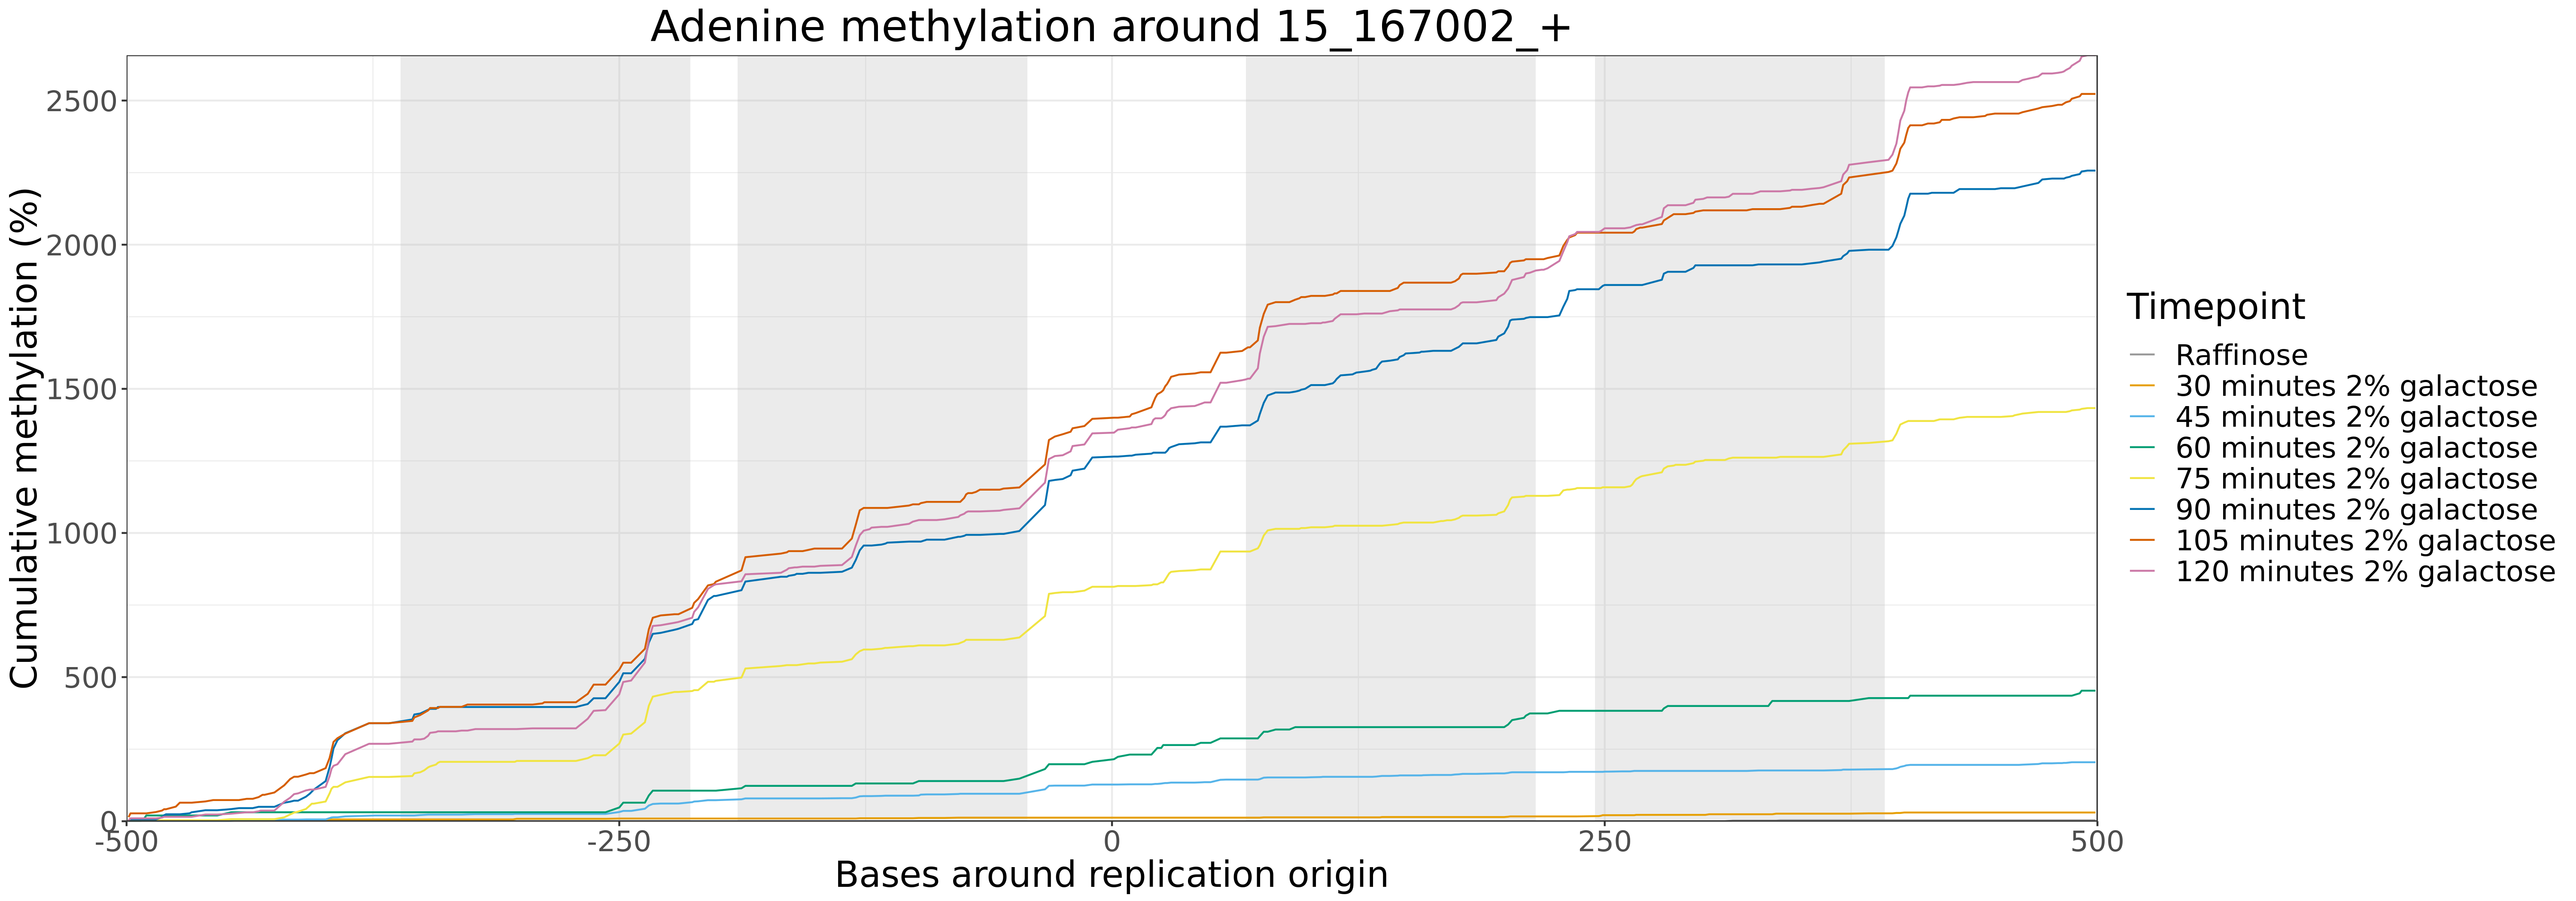 Adenine methylation around 15_167002_+
Cumulative methylation (%)
2500
2000
1500
1000
500
0
-500
-250
0
250
500
Bases around replication origin
Timepoint
Raffinose
30 minutes 2% galactose
45 minutes 2% galactose
60 minutes 2% galactose
75 minutes 2% galactose
90 minutes 2% galactose
105 minutes 2% galactose
120 minutes 2% galactose